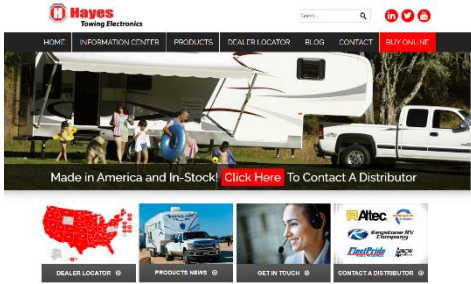 Hayes
Towing Electronics
Search...
HOME INFORMATION CENTER PRODUCTS DEALER LOCATOR BLOG CONTACT BUY ONLINE
Made in America and In-Stock! Click Here To Contact A Distributor
Altec
Keystone RV
Company
FleetPride
DEALER LOCATOR PRODUCTS NEWS GET IN TOUCH CONTACT A DISTRIBUTOR